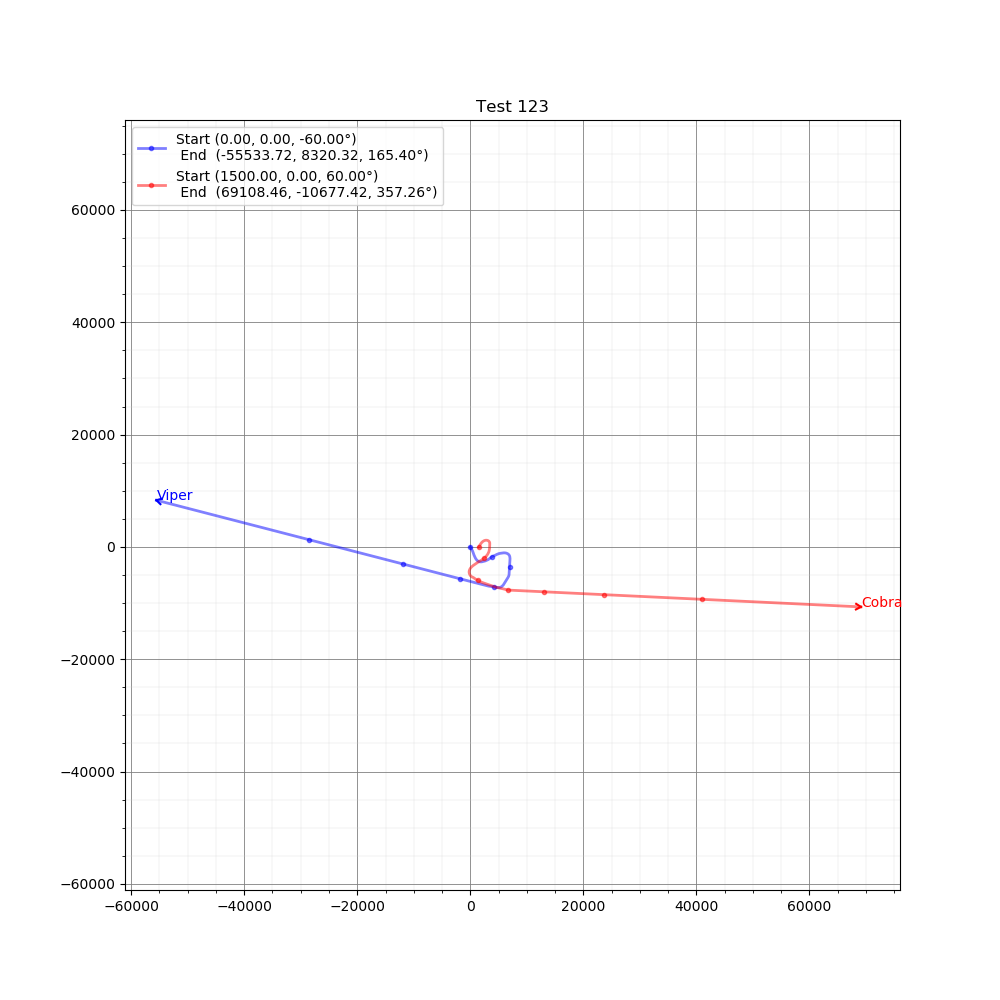 Test 123
Start (0.00, 0.00, -60.00°)
End (-55533.72, 8320.32, 165.40°)
Start (1500.00, 0.00, 60.00°)
End (69108.46, -10677.42, 357.26°)
60000
40000
20000
Viper
0
Cobra
−20000
−40000
−60000
−60000 −40000 −20000 0 20000 40000 60000